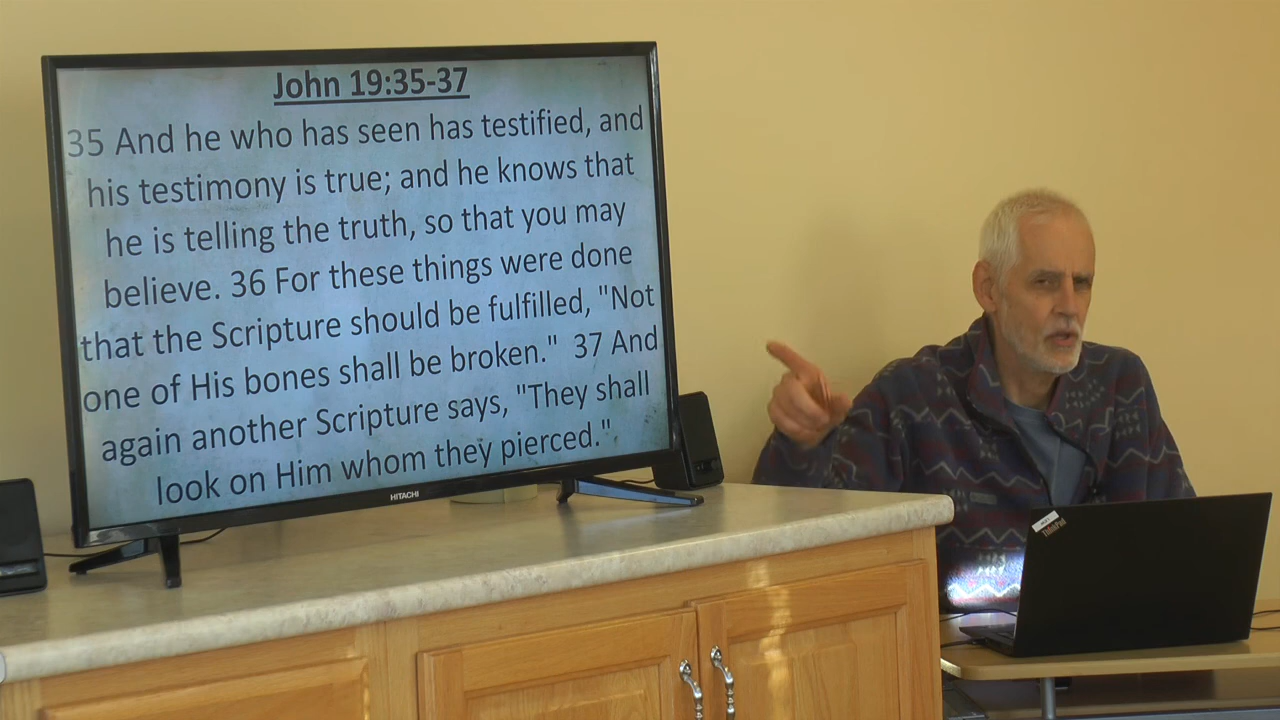 John 19:35-37
35 And he who has seen has testified, and
his testimony is true; and he knows that
he is telling the truth, so that you may
believe. 36 For these things were done
that the Scripture should be fulfilled, "Not
one of His bones shall be broken."  37 And
again another Scripture says, "They shall
look on Him whom they pierced."
HITACHI
ThinkPad